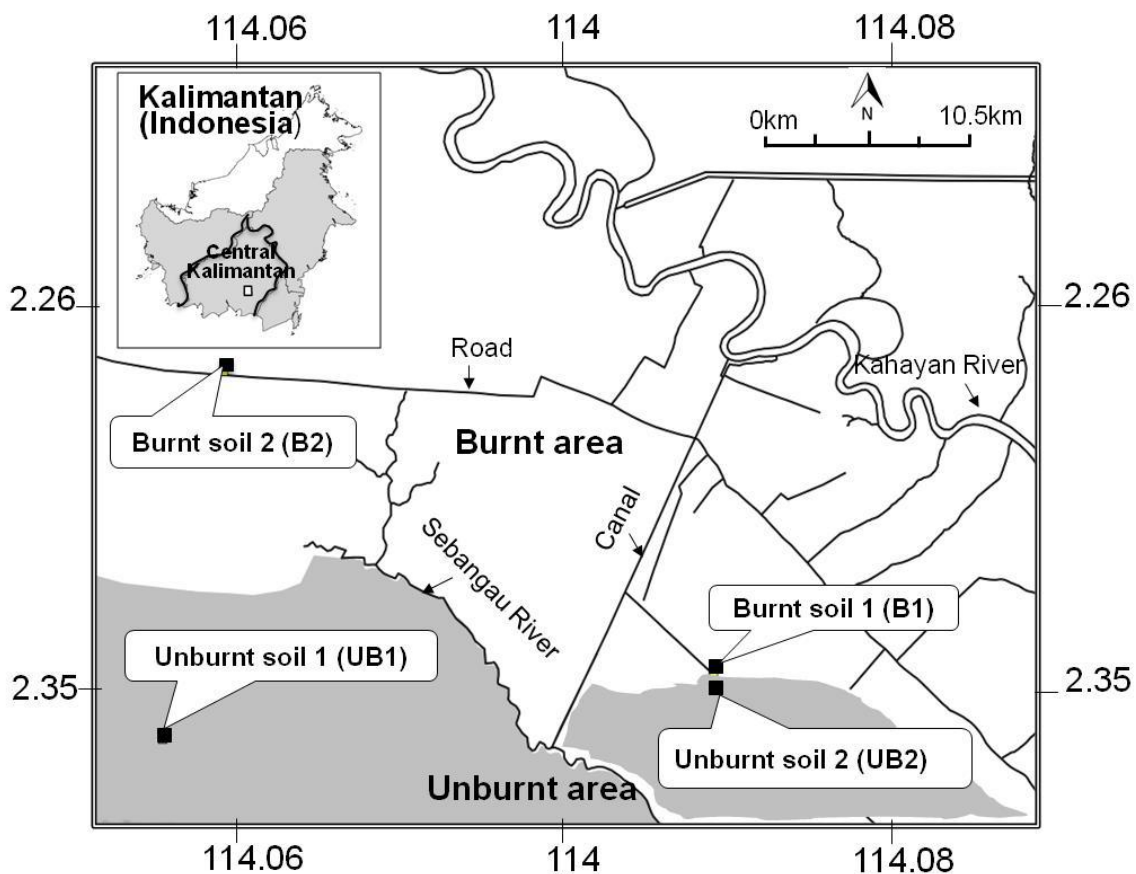 114.06
114
114.08
Kalimantan
(Indonesia)
Central
Kalimantan
0km
10.5km
N
2.26
2.26
Road
Kahayan River
Burnt soil 2 (B2)
Burnt area
Canal
Sebangau River
Burnt soil 1 (B1)
Unburnt soil 1 (UB1)
2.35
2.35
Unburnt soil 2 (UB2)
Unburnt area
114.06
114
114.08